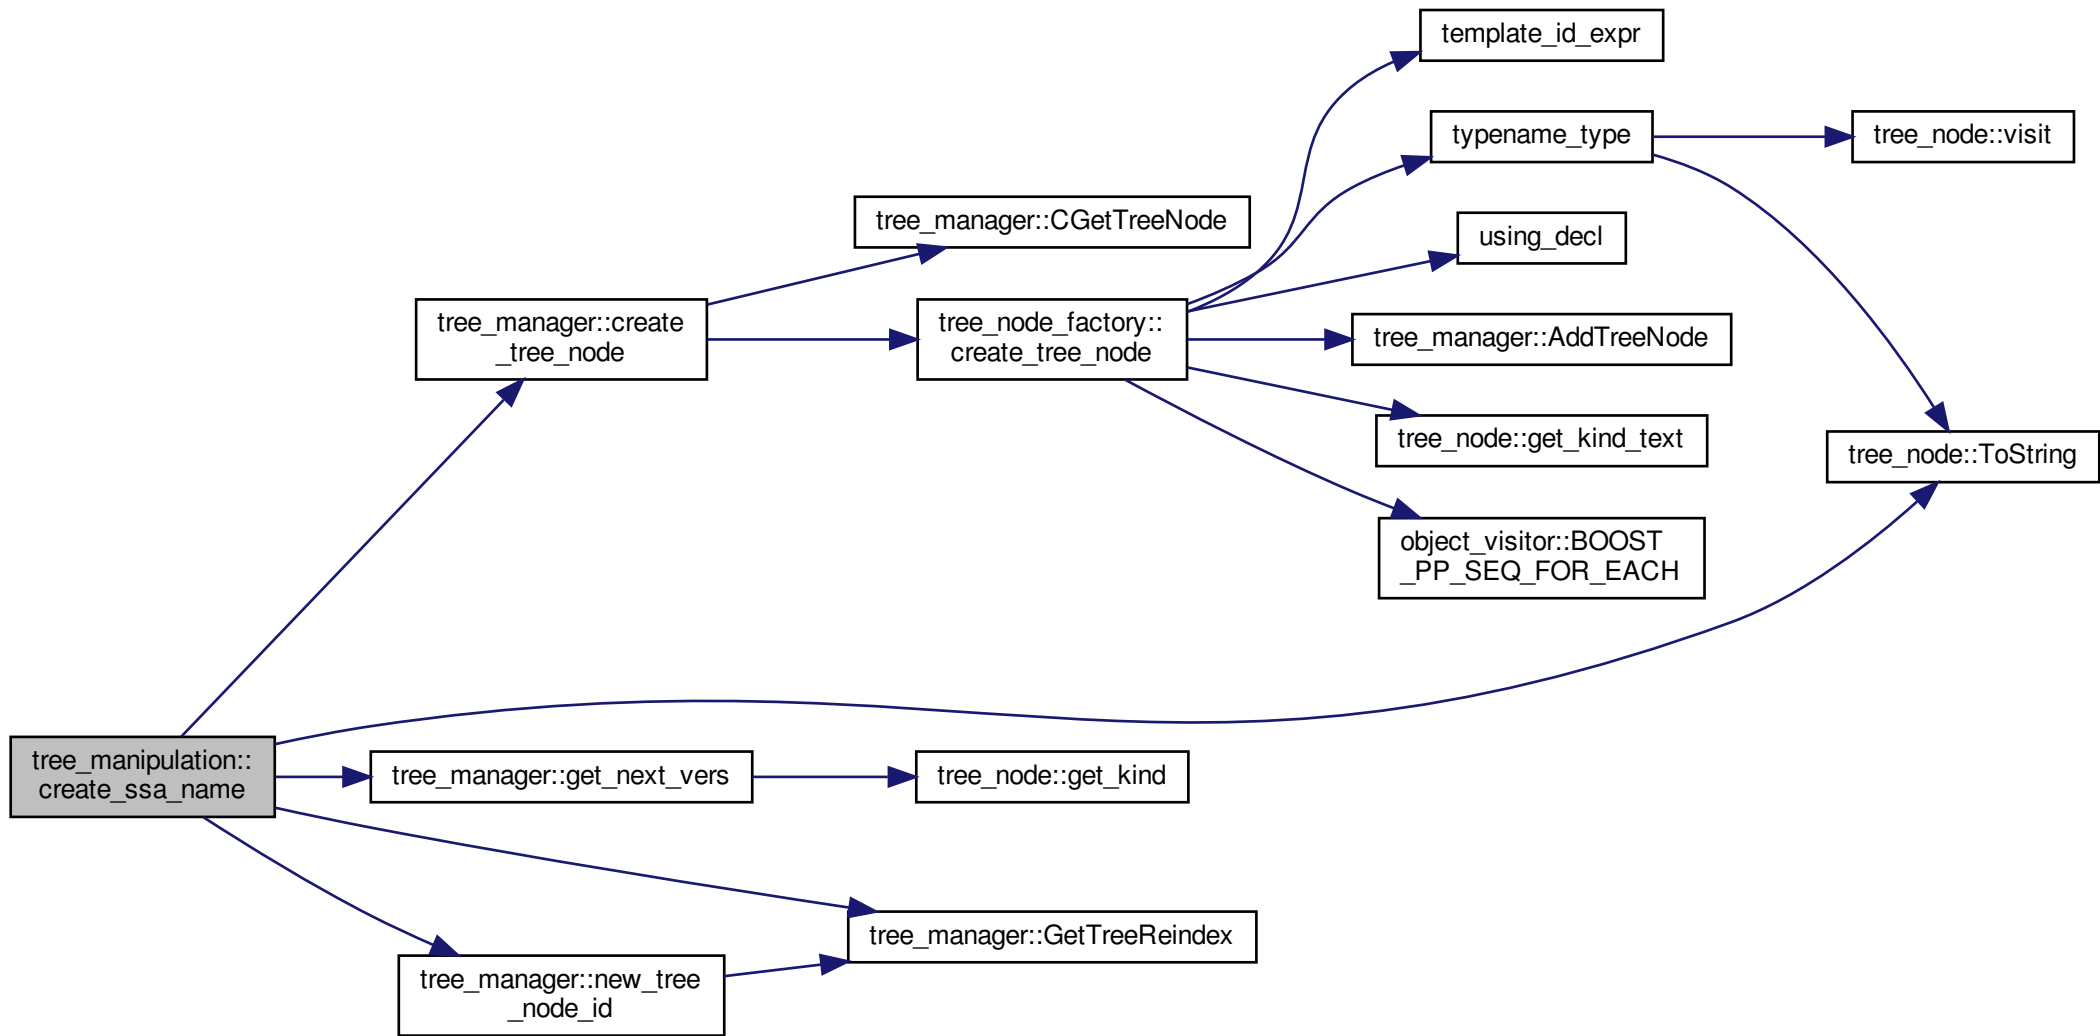 template_id_expr
typename_type
tree_node::visit
tree_manager::CGetTreeNode
using_decl
tree_manager::create
_tree_node
tree_node_factory::
create_tree_node
tree_manager::AddTreeNode
tree_node::get_kind_text
tree_node::ToString
object_visitor::BOOST
_PP_SEQ_FOR_EACH
tree_manipulation::
create_ssa_name
tree_manager::get_next_vers
tree_node::get_kind
tree_manager::GetTreeReindex
tree_manager::new_tree
_node_id